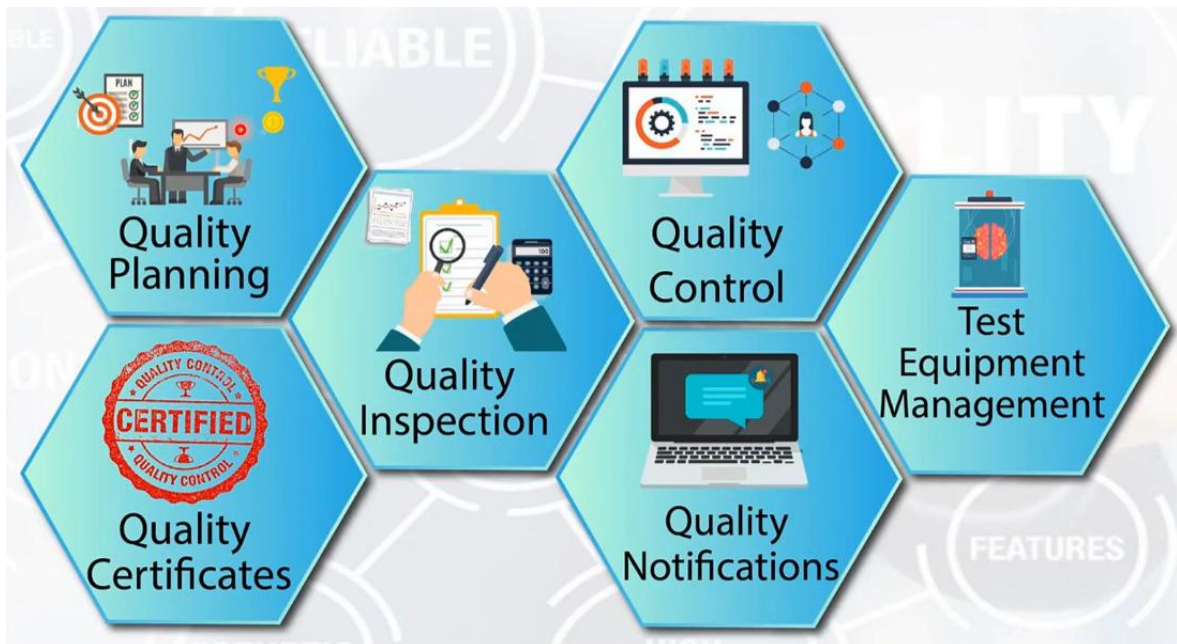 RELIABLE
PLAN
Quality
Planning
Quality
Control
100
Quality
Inspection
Test
Equipment
Management
QUALITY CONTROL
CERTIFIED
QUALITY CONTROL
Quality
Certificates
Quality
Notifications
FEATURES